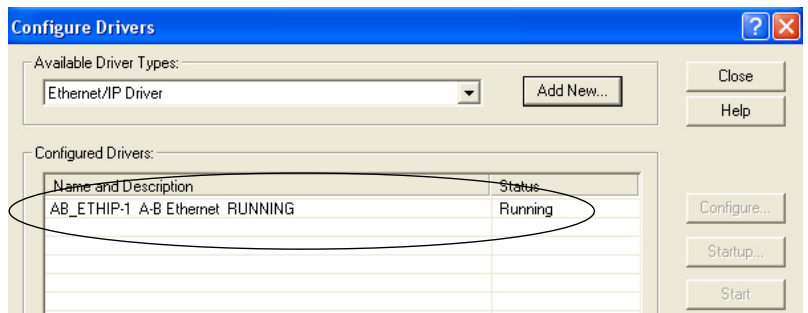 Configure Drivers
Available Driver Types:
Ethernet/IP Driver
Add New...
Close
Help
Configured Drivers:
Name and Description Status
AB_ETHIP-1 A-B Ethernet RUNNING Running
Configure...
Startup...
Start